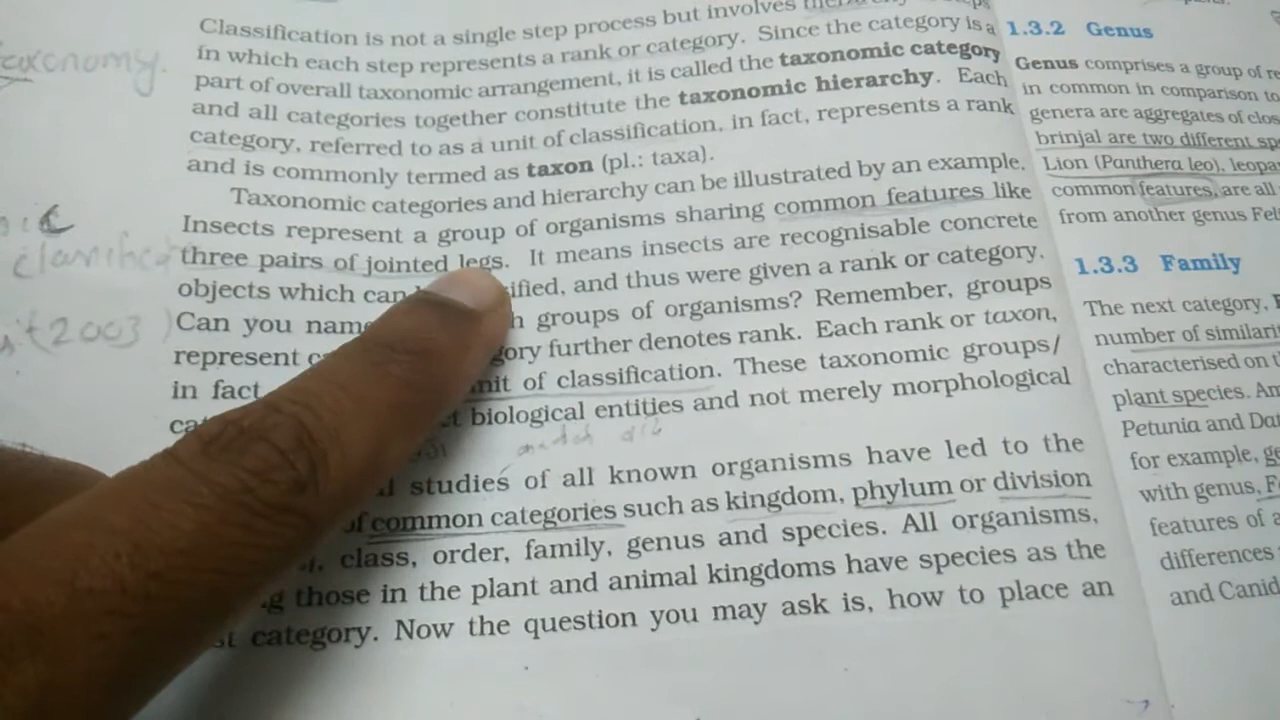 Classification is not a single step process but involves hierarchy of steps
in which each step represents a rank or category. Since the category is a
part of overall taxonomic arrangement, it is called the taxonomic category
and all categories together constitute the taxonomic hierarchy. Each
category, referred to as a unit of classification, in fact, represents a rank
and is commonly termed as taxon (pl.: taxa).
Taxonomic categories and hierarchy can be illustrated by an example.
Insects represent a group of organisms sharing common features like
three pairs of jointed legs. It means insects are recognisable concrete
objects which can ified, and thus were given a rank or category.
Can you name h groups of organisms? Remember, groups
represent gory further denotes rank. Each rank or taxon,
in fact, nit of classification. These taxonomic groups/
biological entities and not merely morphological
studies of all known organisms have led to the
of common categories such as kingdom, phylum or division
class, order, family, genus and species. All organisms,
those in the plant and animal kingdoms have species as the
category. Now the question you may ask is, how to place an
taxonomy.
(2003)
1.3.2 Genus
Genus comprises a group of re
in common in comparison to
genera are aggregates of clos
brinjal are two different sp
Lion (Panthera leo), leopa
common features, are all
from another genus Fel
1.3.3 Family
The next category, F
number of similarit
characterised on t
plant species. Am
Petunia and Dat
for example, ge
with genus, F
features of a
differences
and Canid